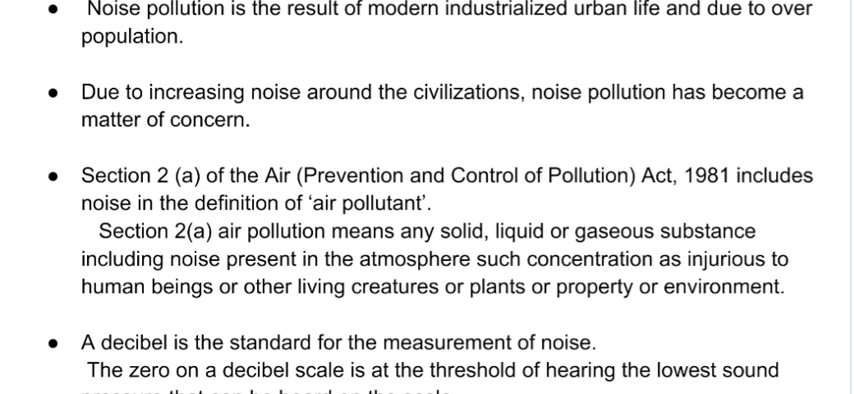 ● Noise pollution is the result of modern industrialized urban life and due to over
population.
● Due to increasing noise around the civilizations, noise pollution has become a
matter of concern.
● Section 2 (a) of the Air (Prevention and Control of Pollution) Act, 1981 includes
noise in the definition of ‘air pollutant’.
Section 2(a) air pollution means any solid, liquid or gaseous substance
including noise present in the atmosphere such concentration as injurious to
human beings or other living creatures or plants or property or environment.
● A decibel is the standard for the measurement of noise.
The zero on a decibel scale is at the threshold of hearing the lowest sound